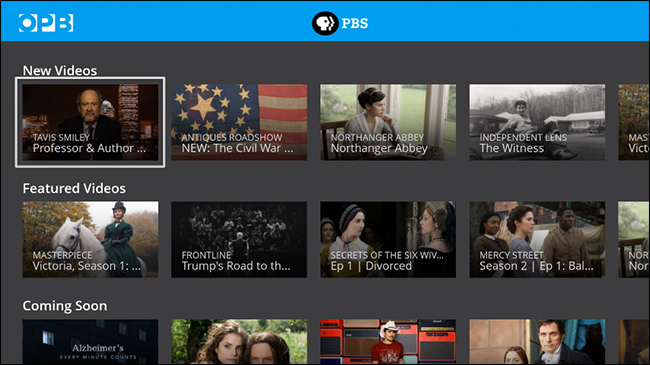 OPB
PBS
New Videos
TAVIS SMILEY
Professor & Author ...
ANTIQUES ROADSHOW
NEW: The Civil War ...
NORTHANGER ABBEY
Northanger Abbey
INDEPENDENT LENS
The Witness
MAS
Victo
Featured Videos
MASTERPIECE
Victoria, Season 1: ...
FRONTLINE
Trump's Road to th...
SECRETS OF THE SIX WIV...
Ep 1 | Divorced
MERCY STREET
Season 2 | Ep 1: Bal...
NOR
Nor
Coming Soon
Alzheimer's
EVERY MINUTE COUNTS